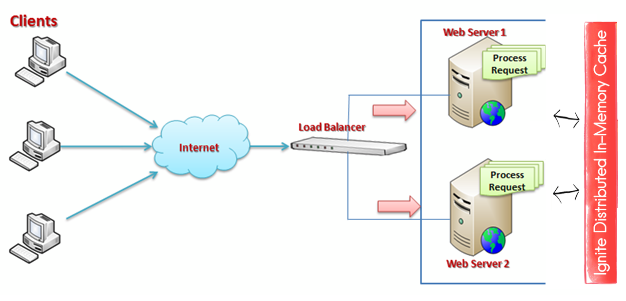 Clients
Internet
Load Balancer
Web Server 1
Process
Request
Process
Request
Web Server 2
Ignite Distributed In-Memory Cache